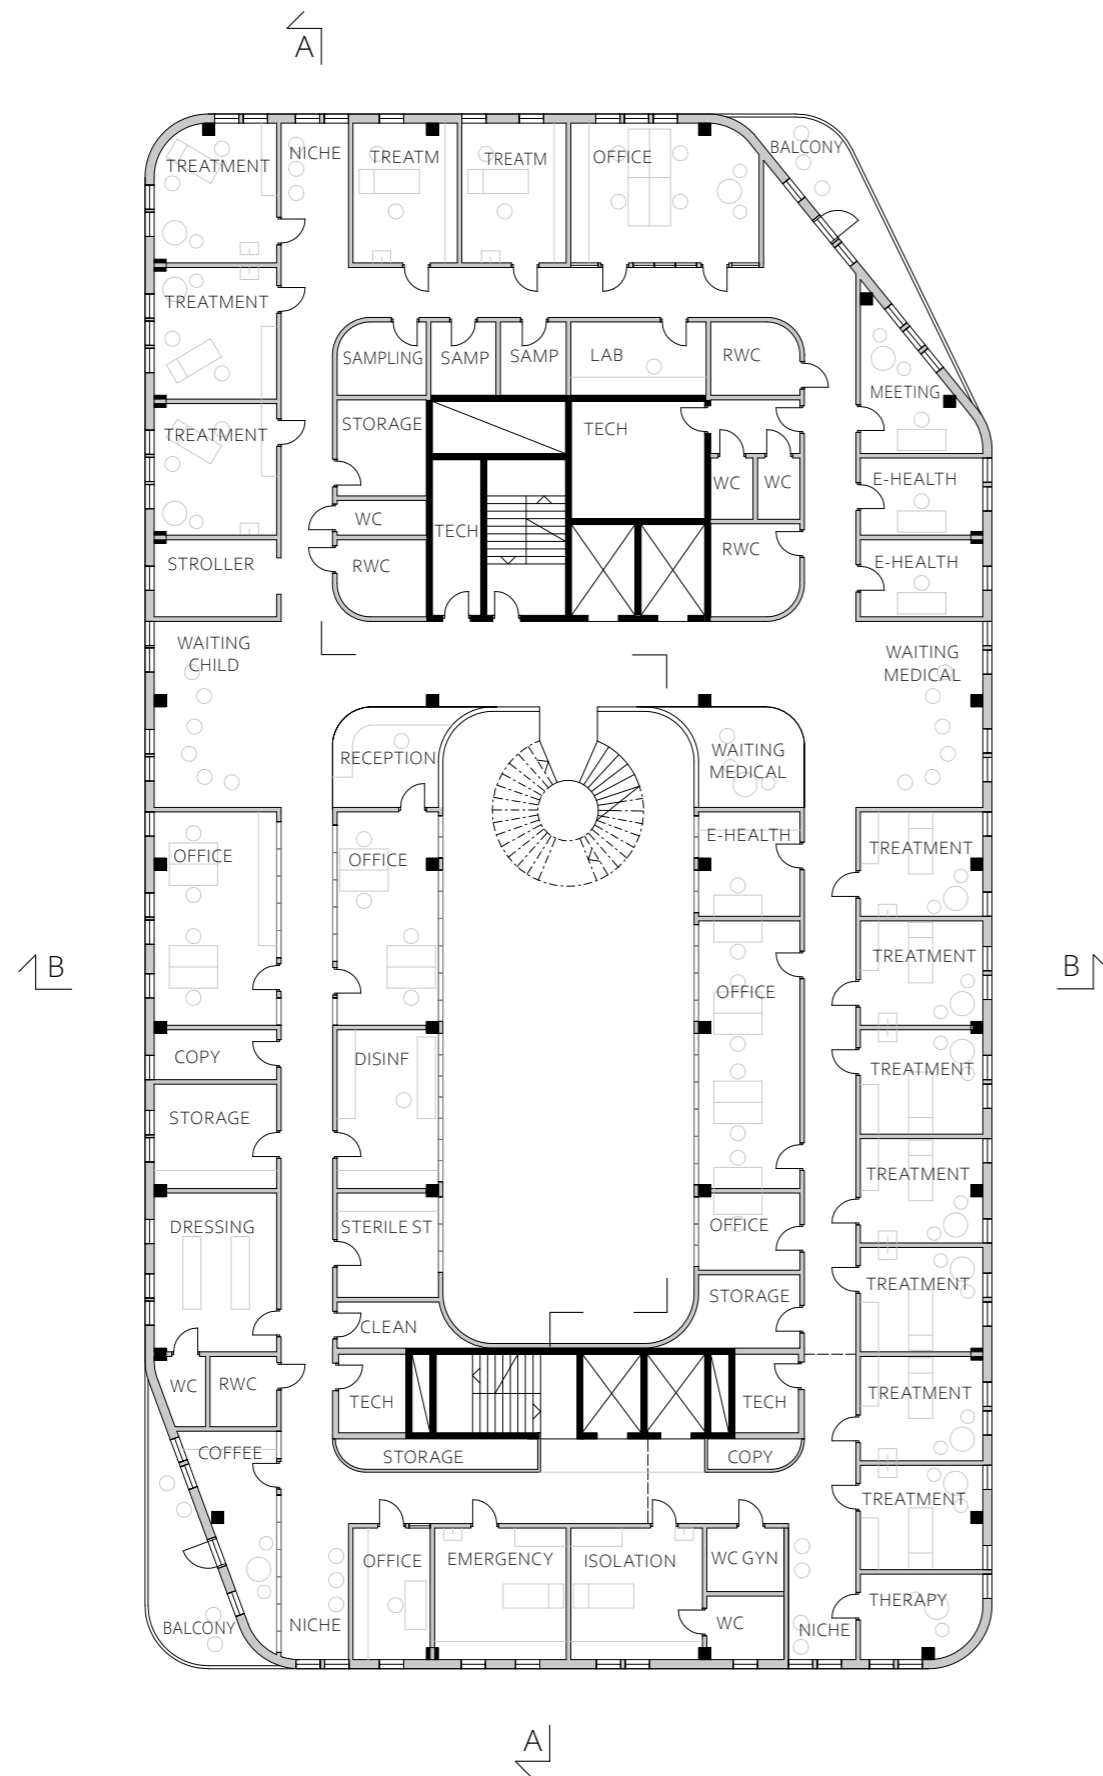 A
TREATMENT
NICHE
TREATM
TREATM
OFFICE
BALCONY
TREATMENT
SAMPLING
SAMP
SAMP
LAB
RWC
MEETING
TREATMENT
STORAGE
TECH
WC
WC
E-HEALTH
WC
TECH
STROLLER
RWC
RWC
E-HEALTH
WAITING
CHILD
WAITING
MEDICAL
RECEPTION
WAITING
MEDICAL
E-HEALTH
OFFICE
OFFICE
TREATMENT
B
B
TREATMENT
OFFICE
COPY
DISINF
TREATMENT
STORAGE
TREATMENT
DRESSING
STERILE ST
OFFICE
TREATMENT
STORAGE
CLEAN
WC
RWC
TECH
TECH
TREATMENT
COFFEE
STORAGE
COPY
TREATMENT
OFFICE
EMERGENCY
ISOLATION
WC GYN
THERAPY
BALCONY
NICHE
WC
NICHE
A